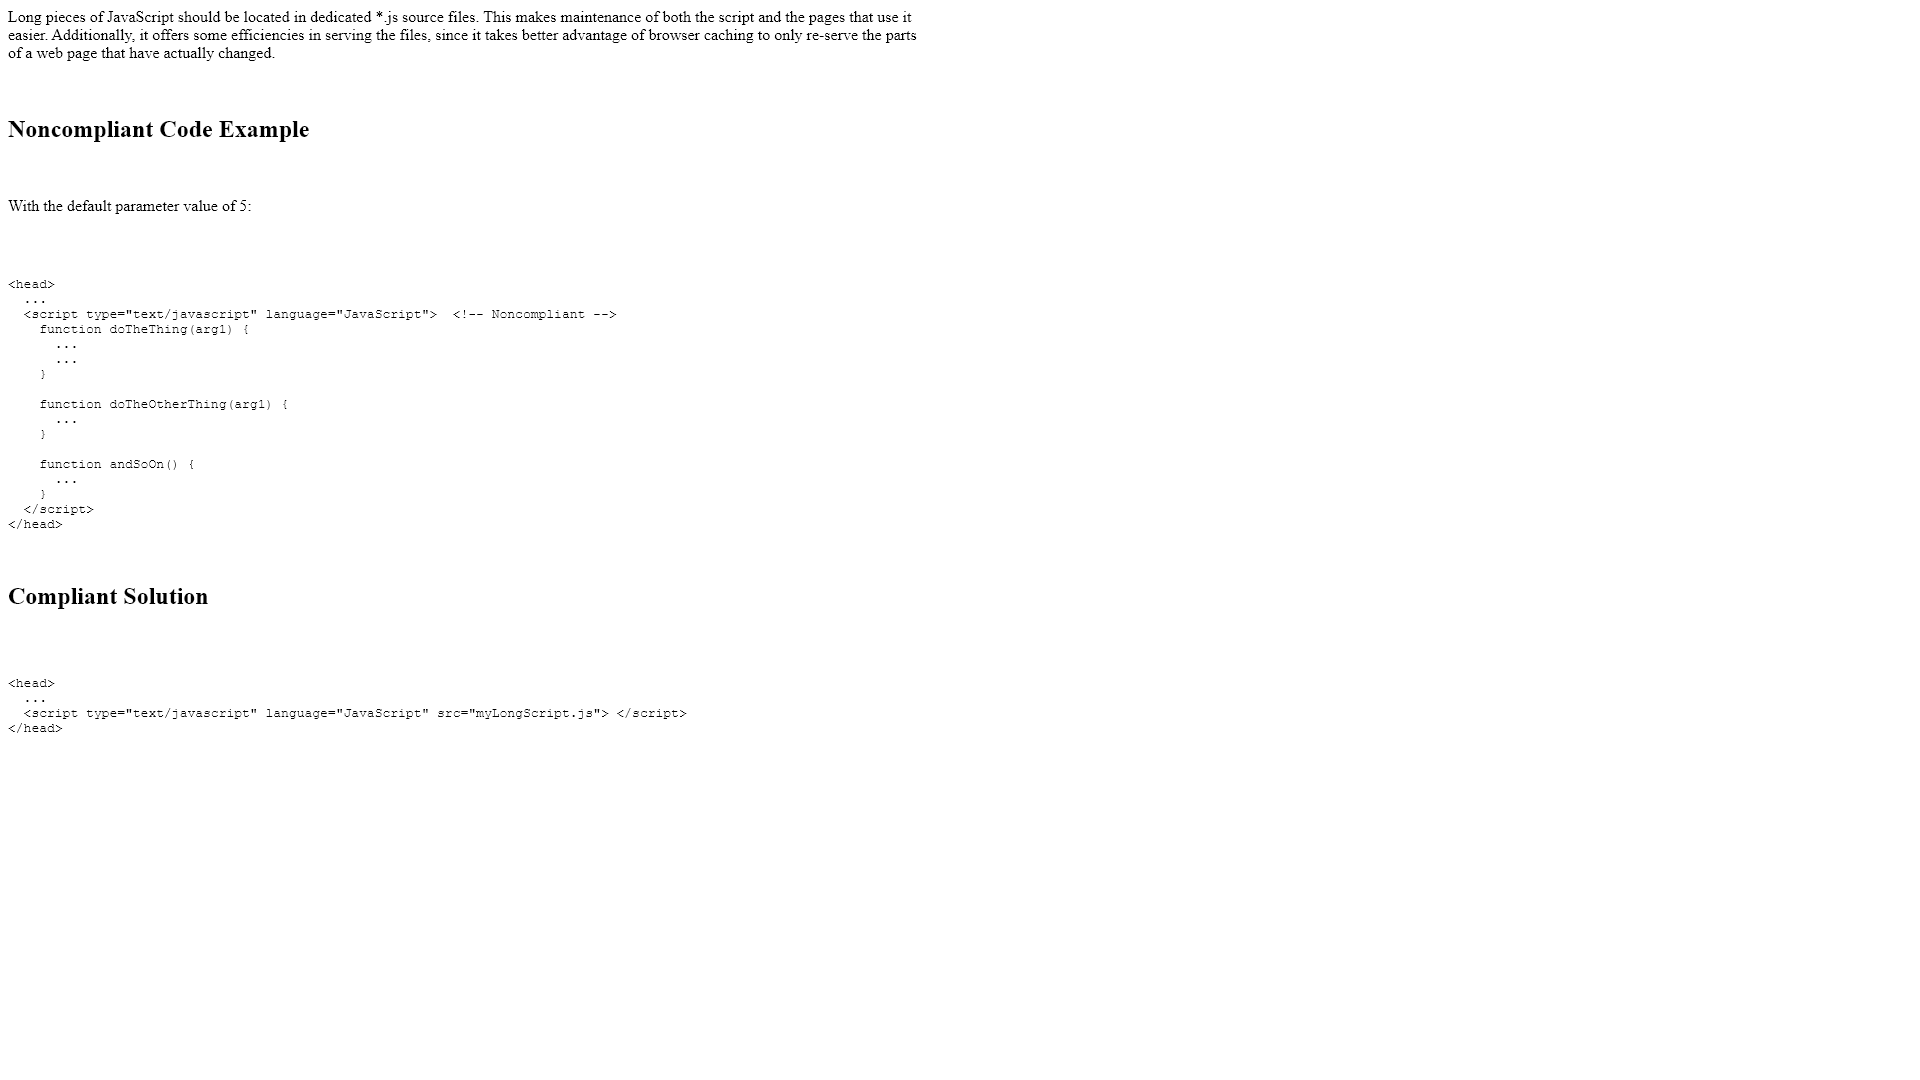 Long pieces of JavaScript should be located in dedicated *.js source files. This makes maintenance of both the script and the pages that use it
easier. Additionally, it offers some efficiencies in serving the files, since it takes better advantage of browser caching to only re-serve the parts
of a web page that have actually changed.
Noncompliant Code Example
With the default parameter value of 5:
<head>
  ...
  <script type="text/javascript" language="JavaScript">  <!-- Noncompliant -->
    function doTheThing(arg1) {
      ...
      ...
    }
    function doTheOtherThing(arg1) {
      ...
    }
    function andSoOn() {
      ...
    }
  </script>
</head>
Compliant Solution
<head>
  ...
  <script type="text/javascript" language="JavaScript" src="myLongScript.js"> </script>
</head>